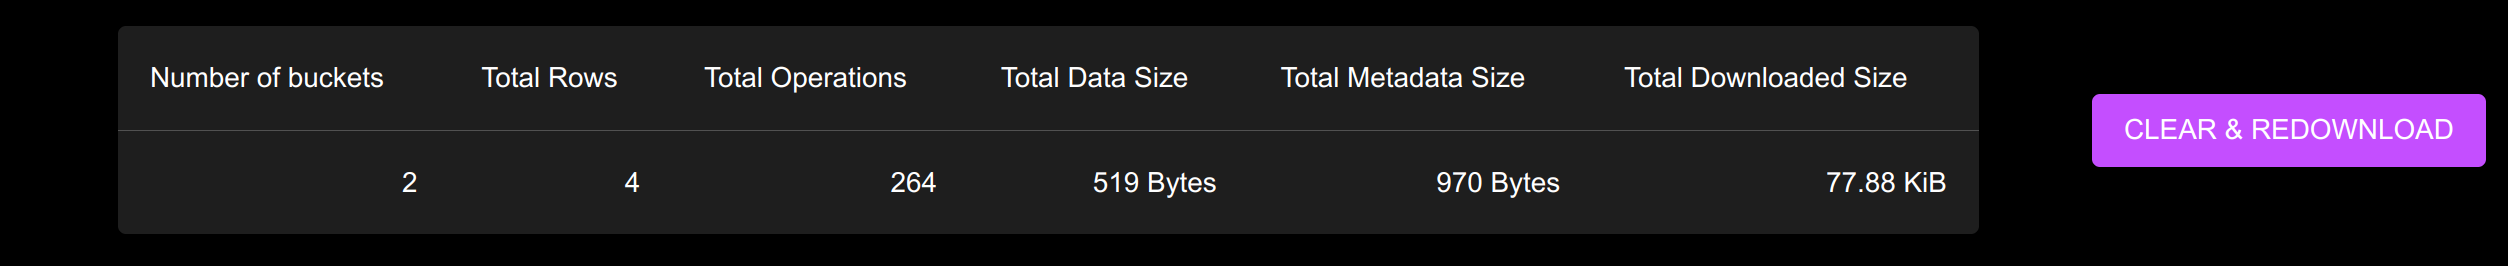 Number of buckets Total Rows Total Operations Total Data Size Total Metadata Size Total Downloaded Size
2 4 264 519 Bytes 970 Bytes 77.88 KiB
CLEAR & REDOWNLOAD